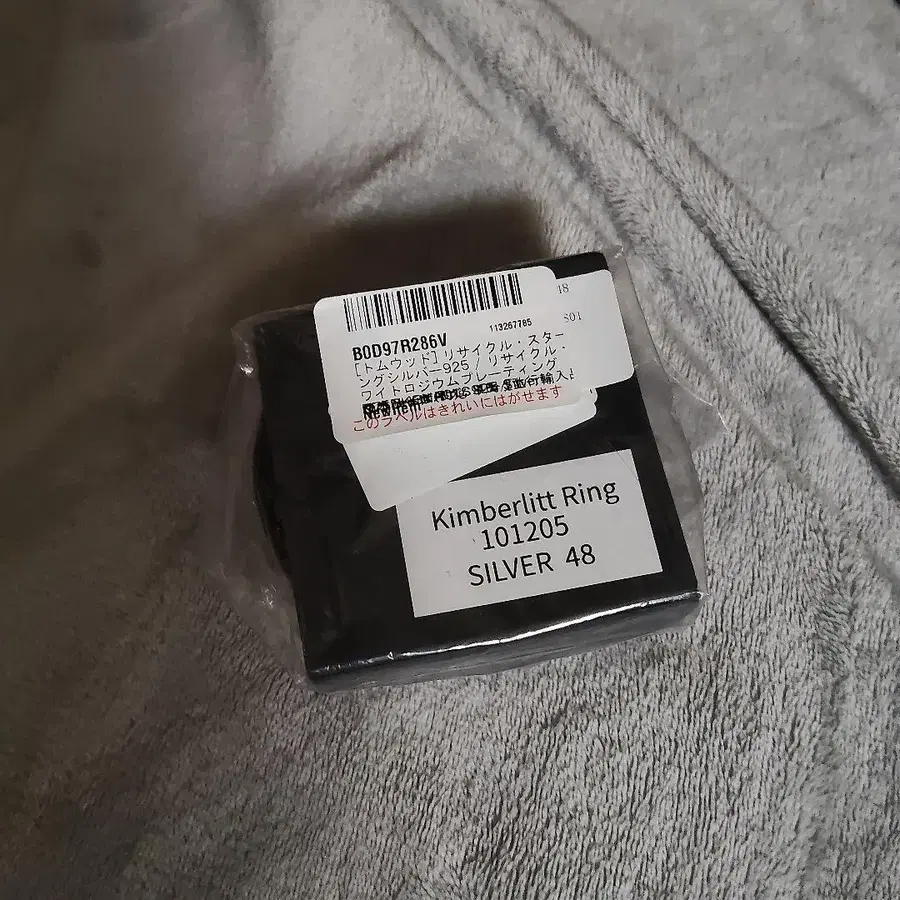 48
S01
113267785
B0D97R286V
[トムウッド] リサイクル・スター
ングシルバー925 / リサイクル・
ワイトロジウムプレーティング
New Item
このラベルはきれいにはがせます
Kimberlitt Ring
101205
SILVER 48